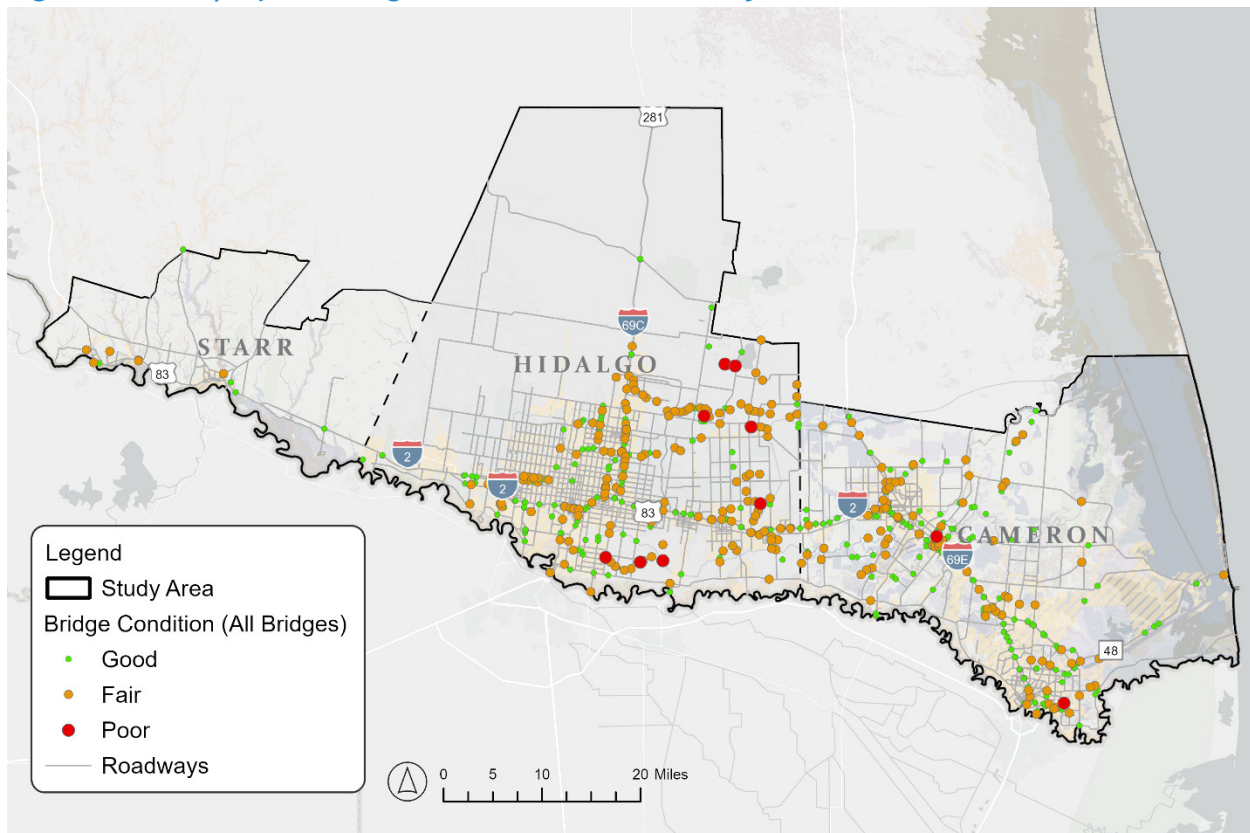 281
69C
STARR
HIDALGO
83
2
2
83
2
CAMERON
69E
48
Legend
Study Area
Bridge Condition (All Bridges)
Good
Fair
Poor
Roadways
0 5 10 20 Miles